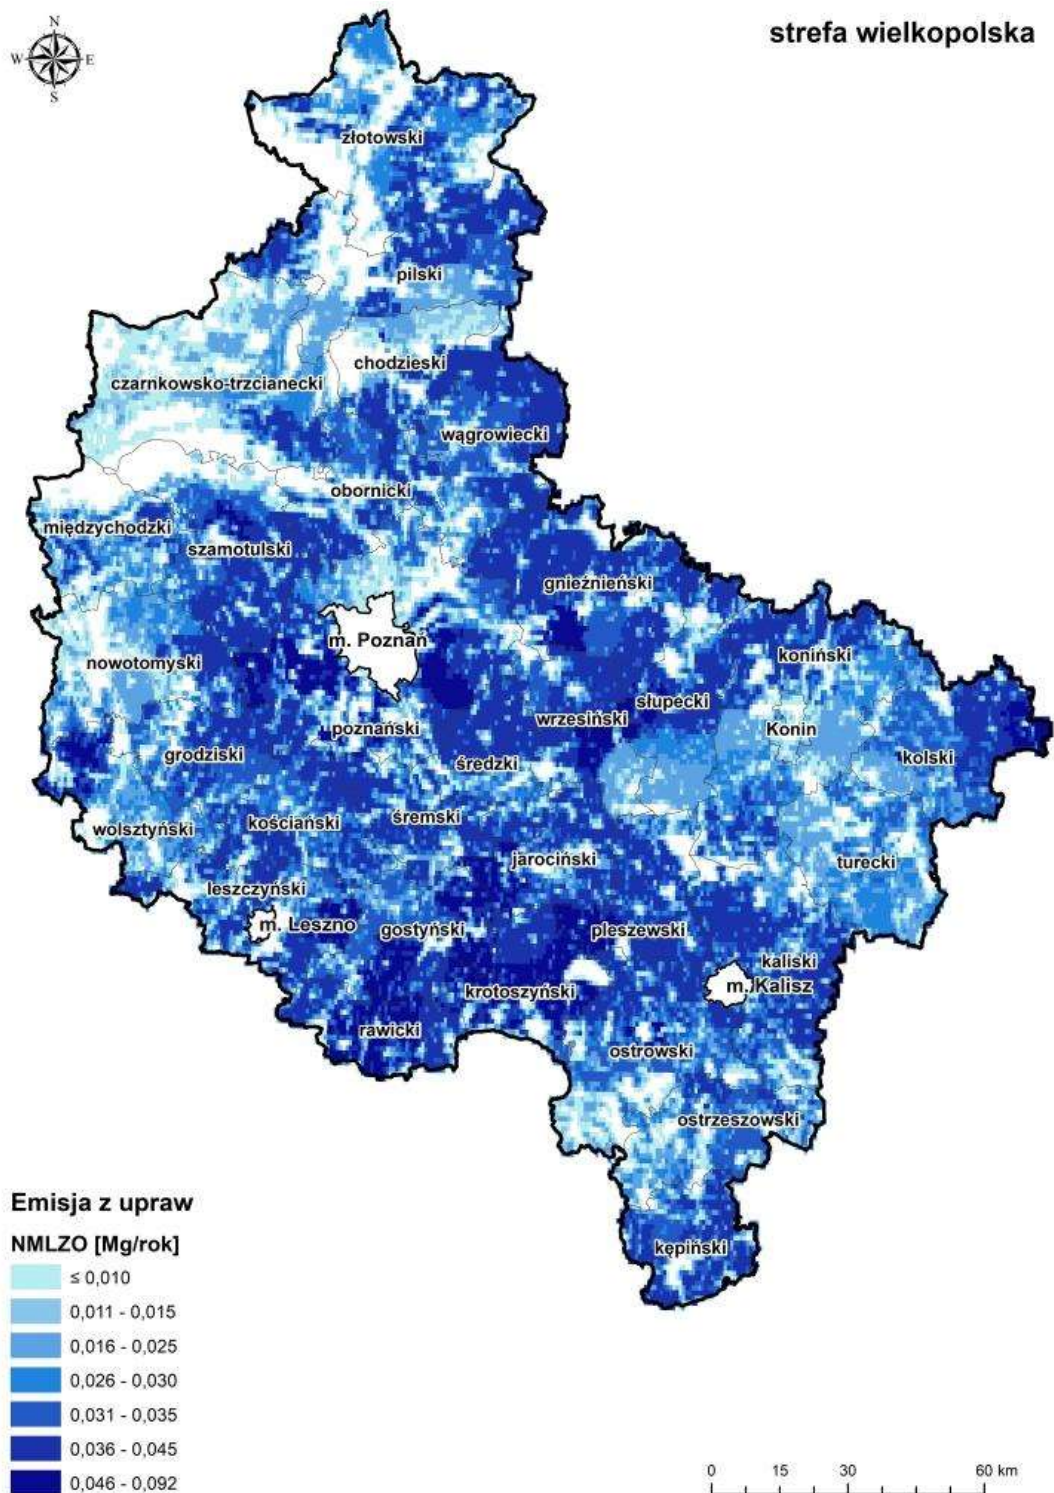 strefa wielkopolska
N
W E
S
złotowski
pilski
chodzieski
czarnkowsko-trzcianecki
wągrowiecki
obornicki
międzychodzki
szamotulski
gnieźnieński
m. Poznań
koniński
nowotomyski
słupecki
wrzesiński
poznański
Konin
grodziski
średzki
kolski
wolsztyński
kościański
śremski
jarociński
turecki
leszczyński
m. Leszno
gostyński
pleszewski
kaliski
m. Kalisz
krotoszyński
rawicki
ostrowski
ostrzeszowski
kępiński
Emisja z upraw
NMLZO [Mg/rok]
≤ 0,010
0,011 - 0,015
0,016 - 0,025
0,026 - 0,030
0,031 - 0,035
0,036 - 0,045
0,046 - 0,092
0 15 30 60 km